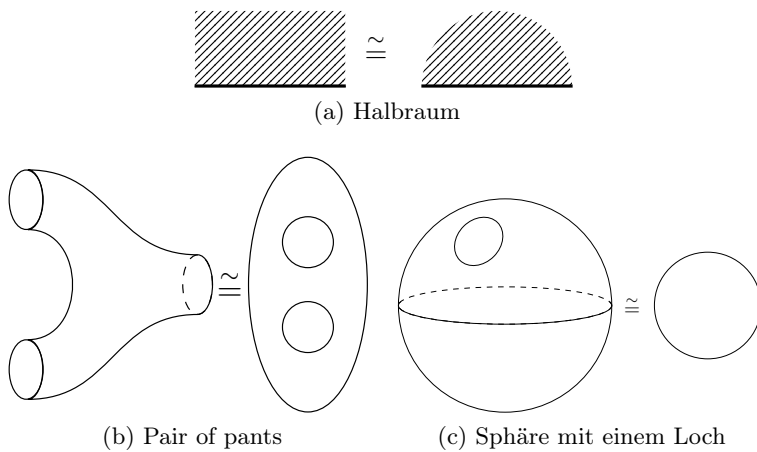 ≅
(a) Halbraum
≅ ≅
(b) Pair of pants
(c) Sphäre mit einem Loch